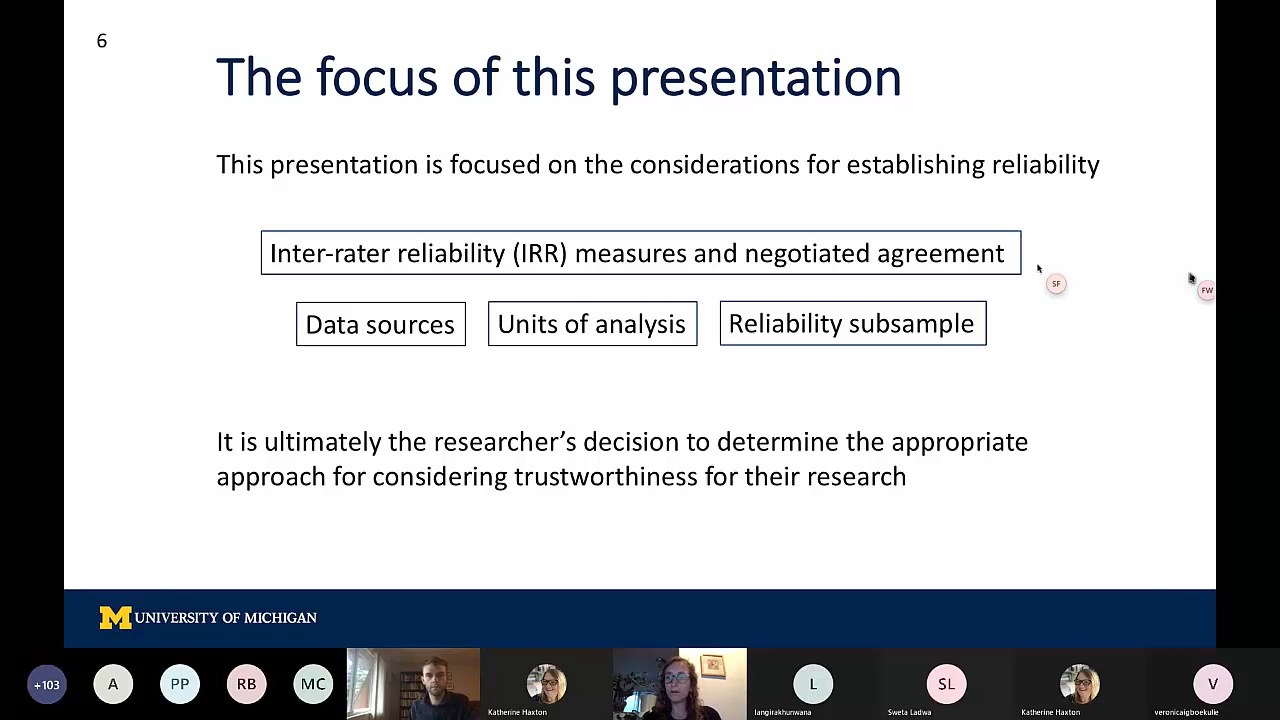 6
The focus of this presentation
This presentation is focused on the considerations for establishing reliability
Inter-rater reliability (IRR) measures and negotiated agreement
SF
FW
Data sources
Units of analysis
Reliability subsample
It is ultimately the researcher's decision to determine the appropriate
approach for considering trustworthiness for their research
M UNIVERSITY OF MICHIGAN
+103
A
PP
RB
MC
Katherine Haxton
L
langirakhunwana
SL
Sweta Ladwa
Katherine Haxton
V
veronicaigboekulie